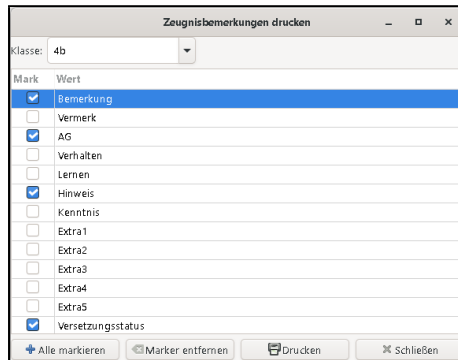 Zeugnisbemerkungen drucken
Klasse: 4b
Mark Wert
Bemerkung
Vermerk
AG
Verhalten
Lernen
Hinweis
Kenntnis
Extra1
Extra2
Extra3
Extra4
Extra5
Versetzungsstatus
Alle markieren Marker entfernen Drucken Schließen